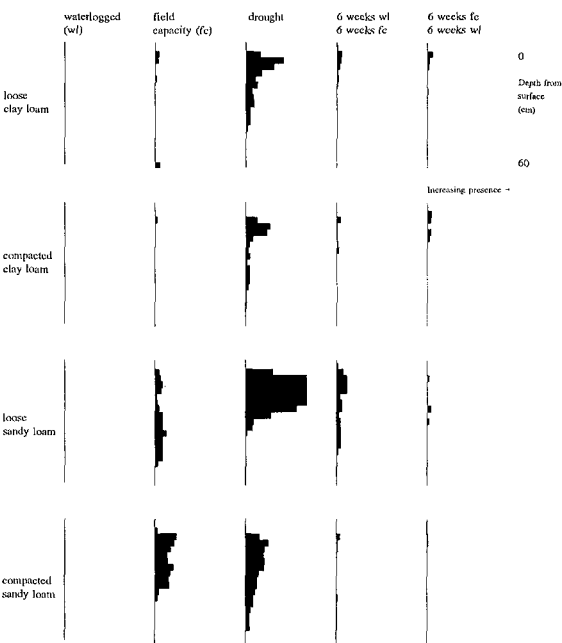 waterlogged
(wl)
field
capacity (fc)
drought
6 weeks wl
6 weeks fc
6 weeks fc
6 weeks wl
loose
clay loam
0
Depth from
surface
(cm)
60
Increasing presence →
compacted
clay loam
loose
sandy loam
compacted
sandy loam